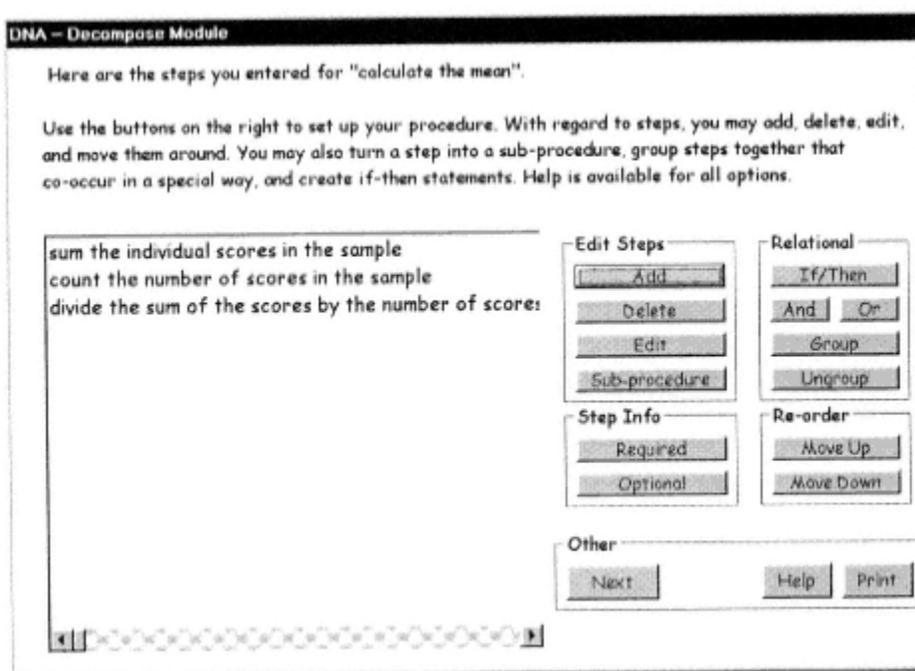 DNA – Decompose Module
Here are the steps you entered for "calculate the mean".
Use the buttons on the right to set up your procedure. With regard to steps, you may add, delete, edit,
and move them around. You may also turn a step into a sub-procedure, group steps together that
co-occur in a special way, and create if-then statements. Help is available for all options.
sum the individual scores in the sample
count the number of scores in the sample
divide the sum of the scores by the number of scores
Edit Steps
Add
Delete
Edit
Sub-procedure
Relational
If/Then
And Or
Group
Ungroup
Step Info
Required
Optional
Re-order
Move Up
Move Down
Other
Next Help Print